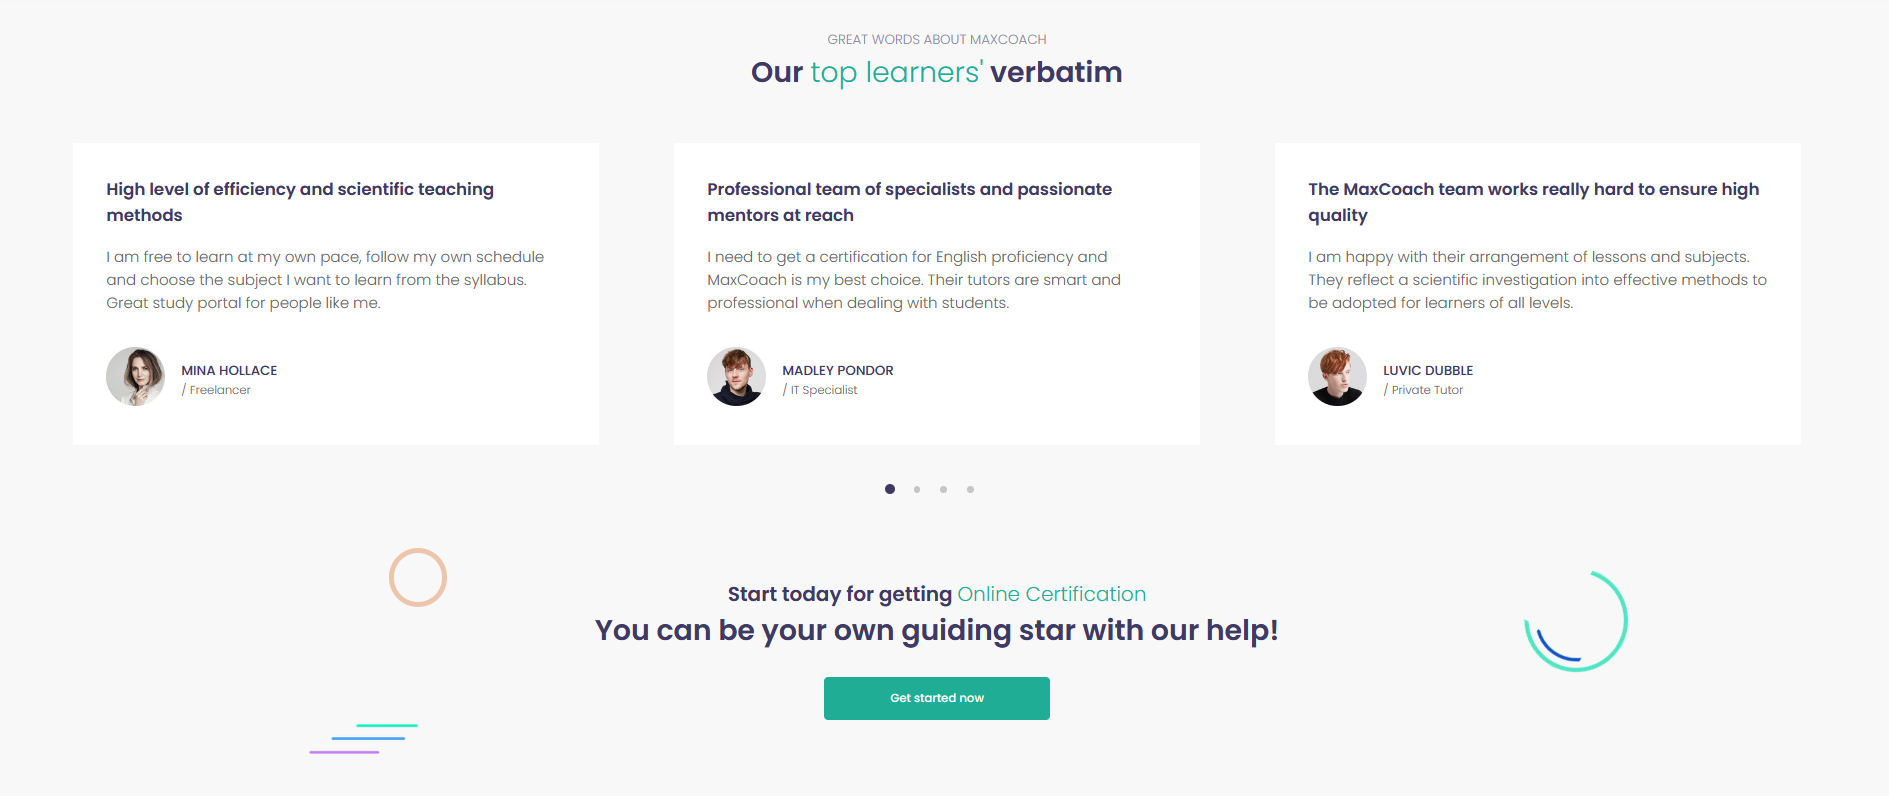 GREAT WORDS ABOUT MAXCOACH
Our top learners' verbatim
High level of efficiency and scientific teaching
methods
I am free to learn at my own pace, follow my own schedule
and choose the subject I want to learn from the syllabus.
Great study portal for people like me.
MINA HOLLACE
/ Freelancer
Professional team of specialists and passionate
mentors at reach
I need to get a certification for English proficiency and
MaxCoach is my best choice. Their tutors are smart and
professional when dealing with students.
MADLEY PONDOR
/ IT Specialist
The MaxCoach team works really hard to ensure high
quality
I am happy with their arrangement of lessons and subjects.
They reflect a scientific investigation into effective methods to
be adopted for learners of all levels.
LUVIC DUBBLE
/ Private Tutor
Start today for getting Online Certification
You can be your own guiding star with our help!
Get started now